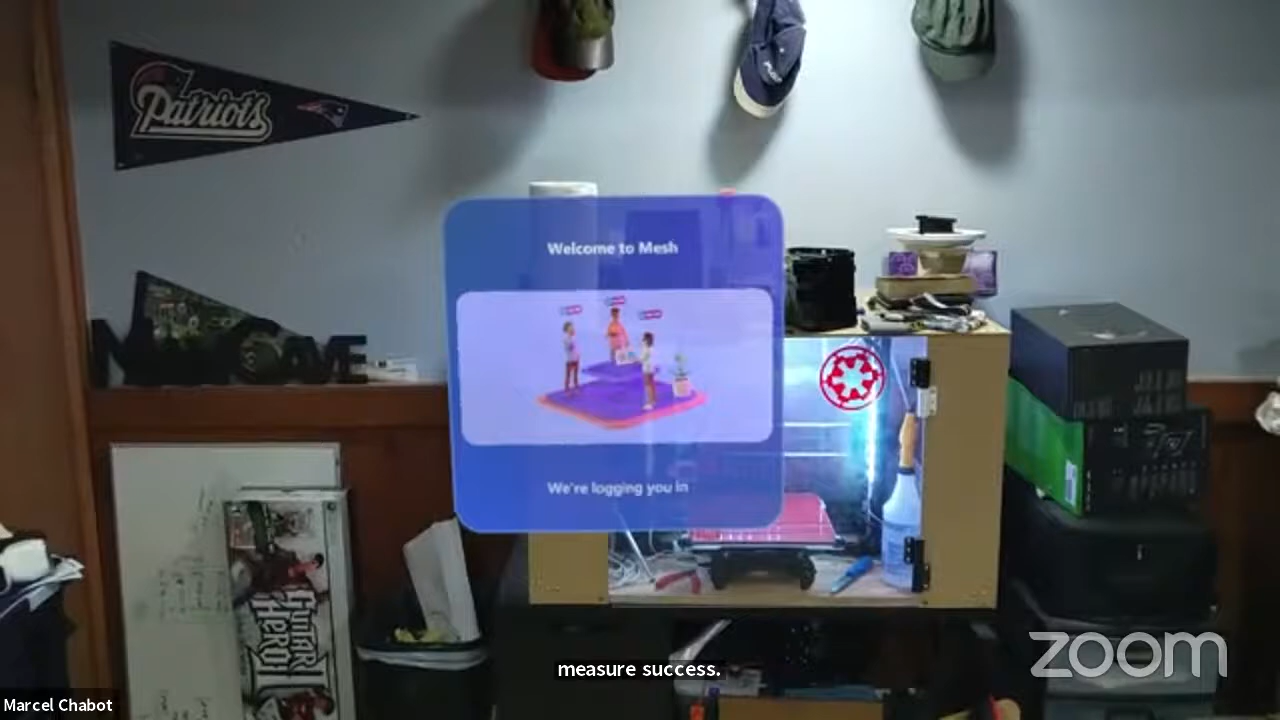 Patriots
Welcome to Mesh
We're logging you in
GUITAR
HERO
measure success.
zoom
Marcel Chabot